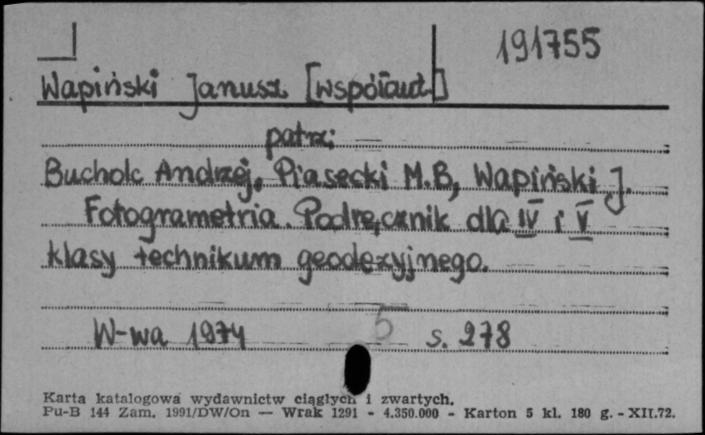 191755
Wapiński Janusz [współaut.]
patrz:
Bucholc Andrzej, Piasecki M.B, Wapiński J.
Fotogrametria. Podręcznik dla IV i V
klasy technikum geodezyjnego.
W-wa 1974 5 s. 278
Karta katalogowa wydawnictw ciągłych i zwartych.
Pu-B 144 Zam. 1991/DW/On — Wrak 1291 - 4.350.000 - Karton 5 kl. 180 g. - XII.72.